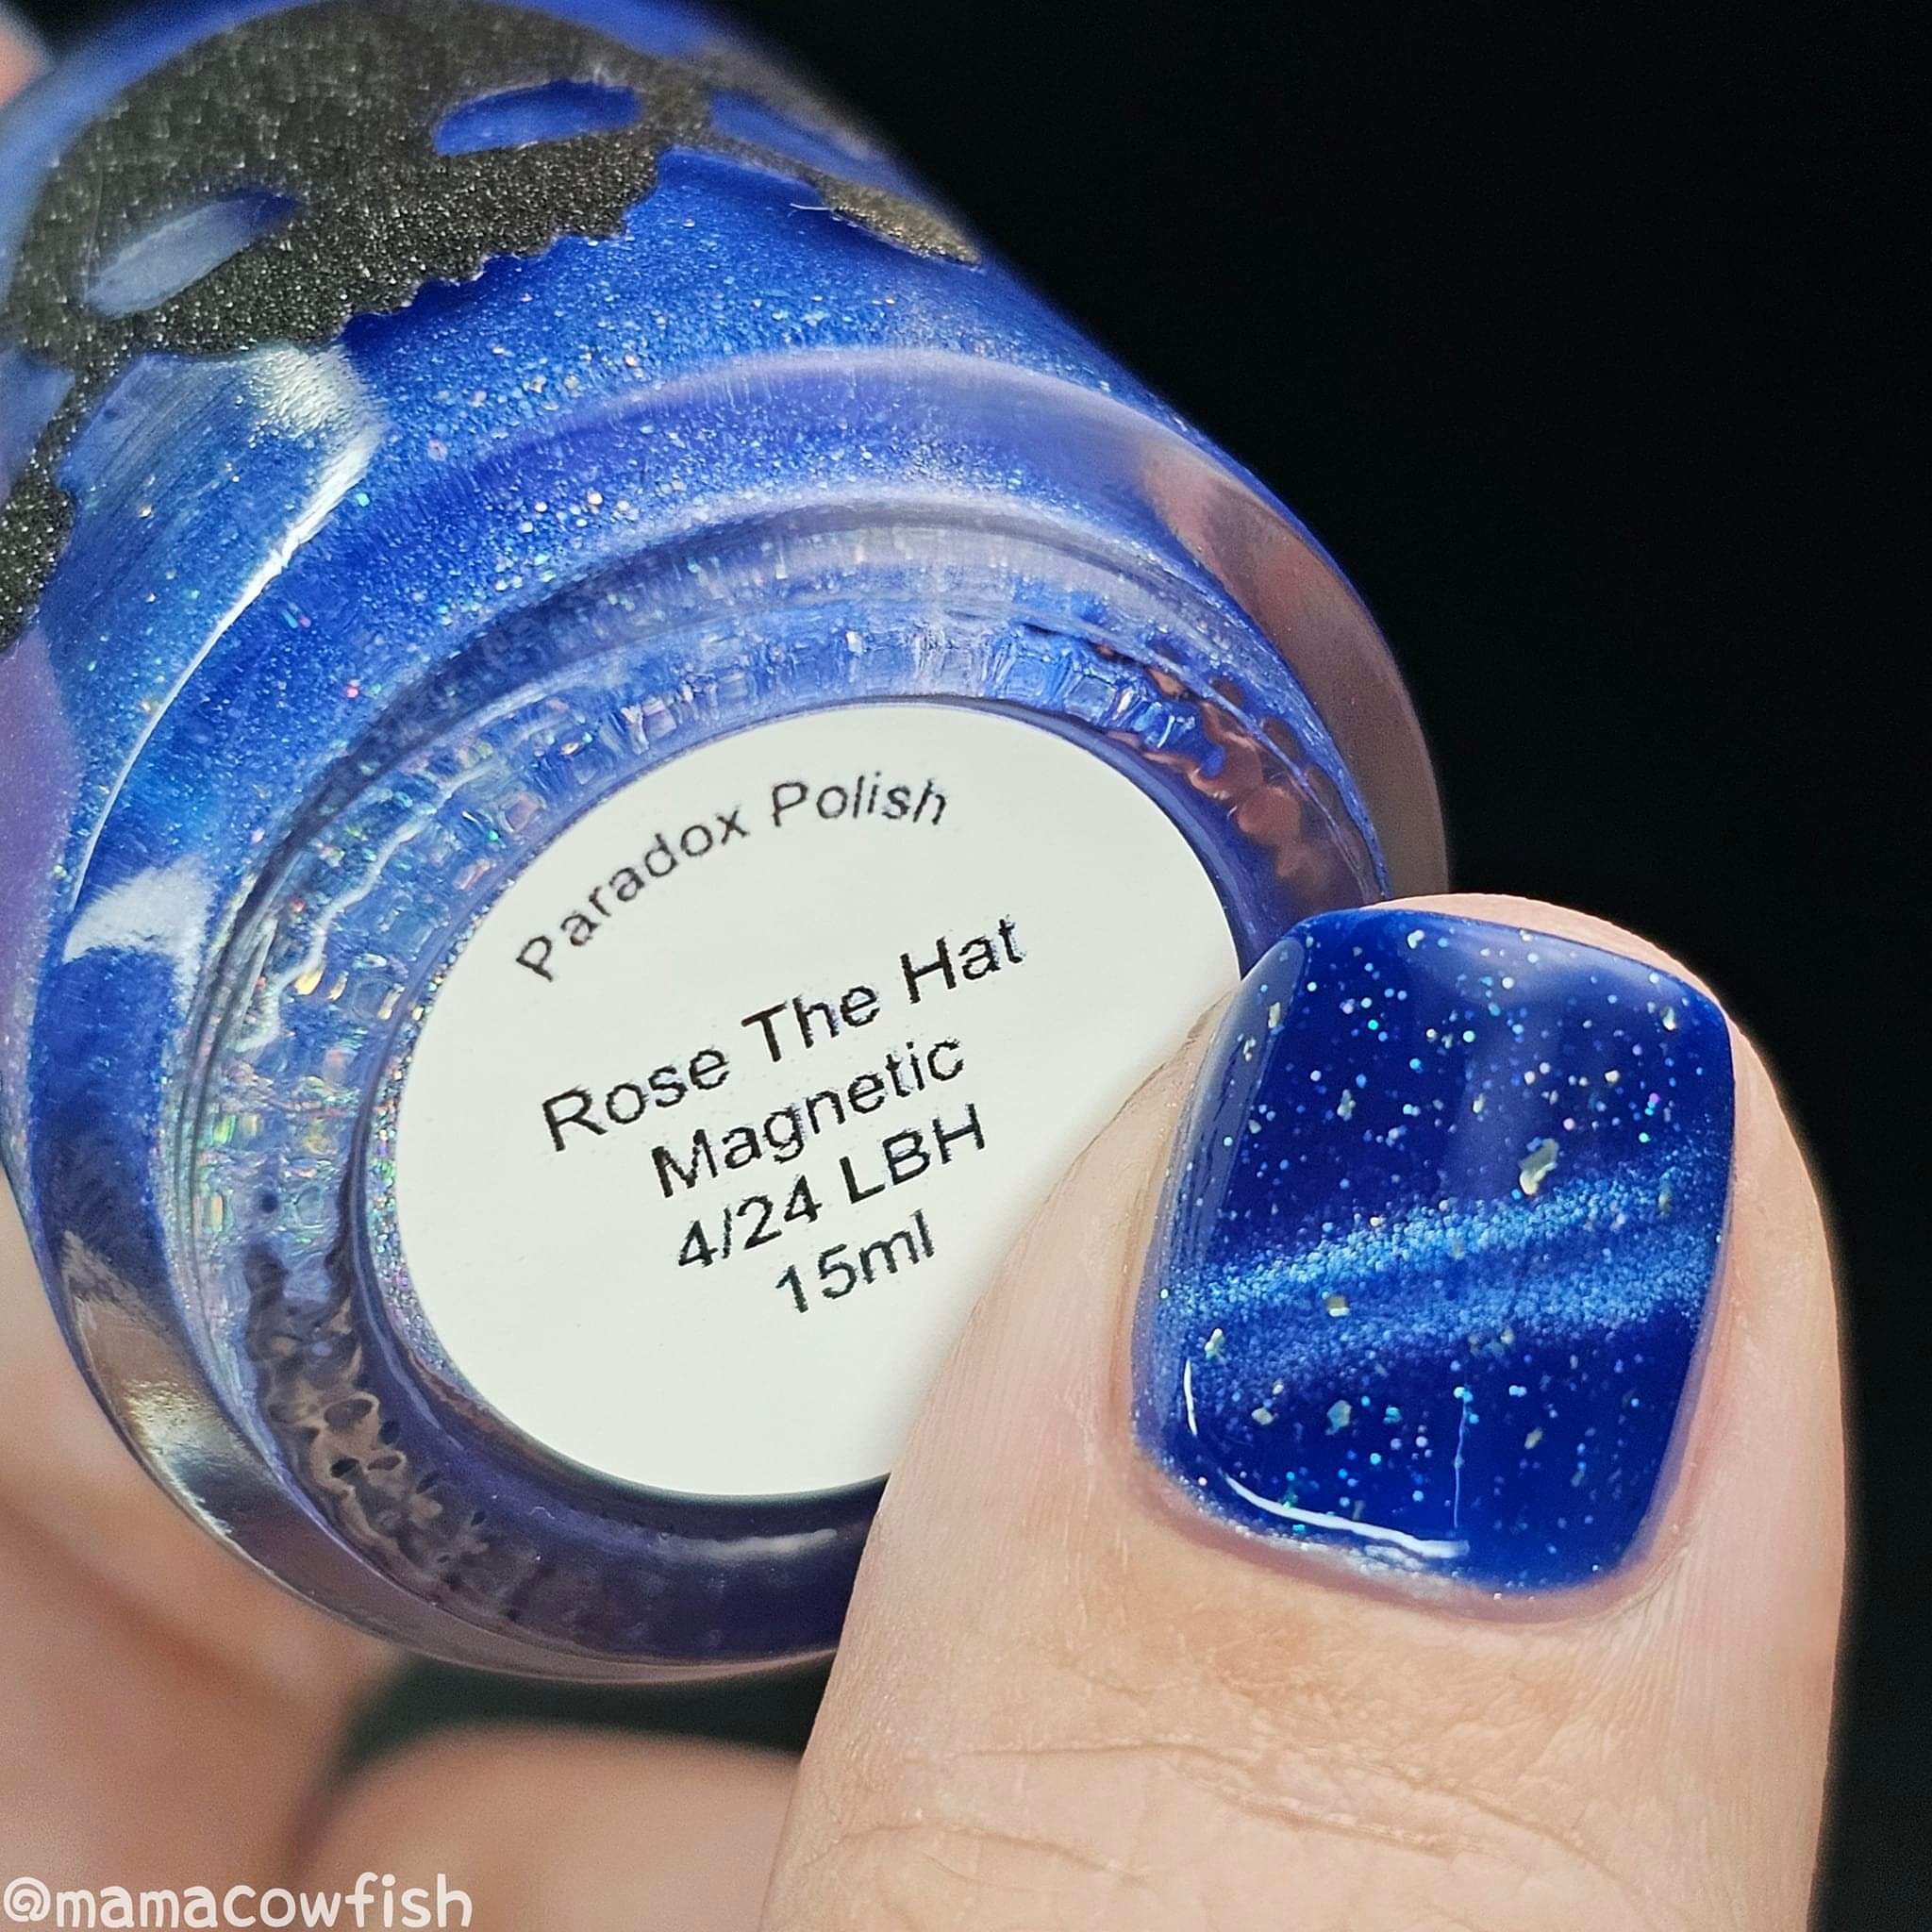 Paradox Polish
Rose The Hat
Magnetic
4/24 LBH
15ml
@mamacowfish